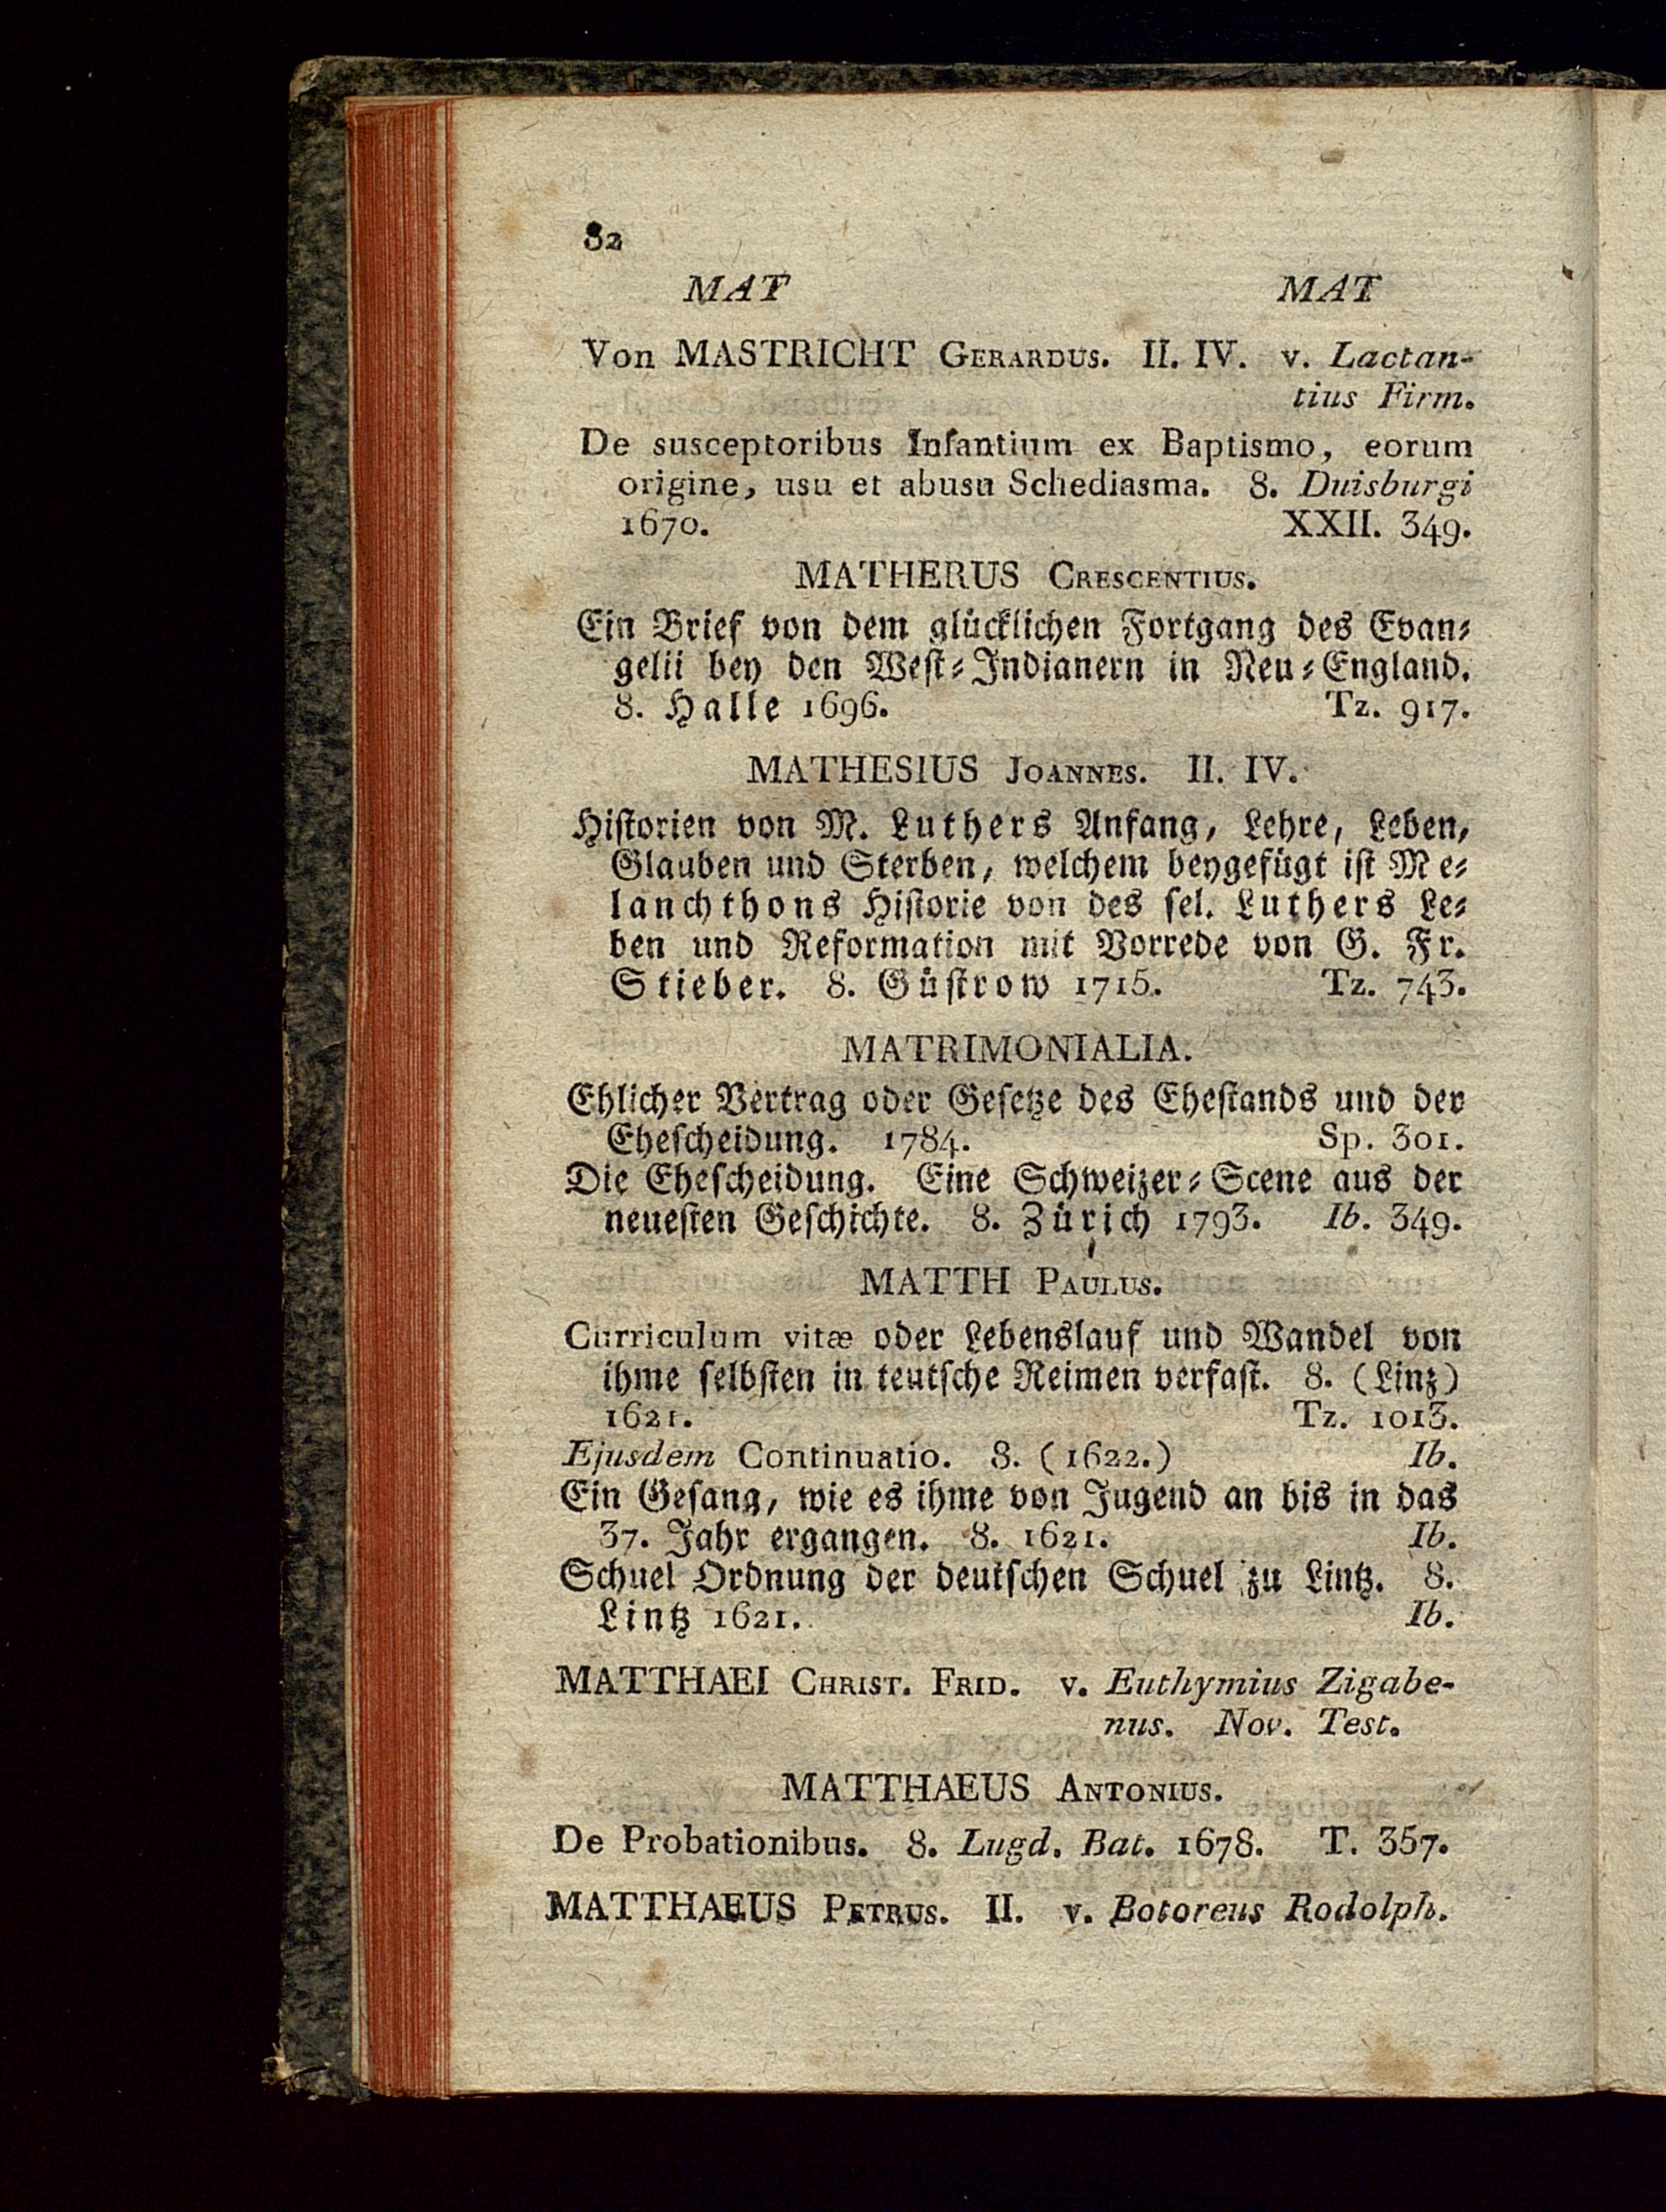 82
MAT MAT
Von MASTRICHT GERARDUS. II. IV. v. Lactan-
tius Firm.
De susceptoribus Infantium ex Baptismo, eorum
origine, usu et abusu Schediasma. 8. Duisburgi
1670. XXII. 349.
MATHERUS CRESCENTIUS.
Ein Brief von dem glücklichen Fortgang des Evan⸗
gelii bey den Weſt⸗Indianern in Neu⸗England.
8. Halle 1696. Tz. 917.
MATHESIUS JOANNES. II. IV.
Hiſtorien von M. Luthers Anfang, Lehre, Leben,
Glauben und Sterben, welchem beygefügt iſt Me⸗
lanchthons Hiſtorie von des ſel. Luthers Le⸗
ben und Reformation mit Vorrede von G. Fr.
Stieber. 8. Güſtrow 1715. Tz. 743.
MATRIMONIALIA.
Ehlicher Vertrag oder Geſetze des Eheſtands und der
Eheſcheidung. 1784. Sp. 301.
Die Eheſcheidung. Eine Schweizer⸗Scene aus der
neueſten Geſchichte. 8. Zürich 1793. Ib. 349.
MATTH PAULUS.
Curriculum vitæ oder Lebenslauf und Wandel von
ihme ſelbſten in teutſche Reimen verfaſt. 8. (Linz)
1621. Tz. 1013.
Ejusdem Continuatio. 8. (1622.) Ib.
Ein Geſang, wie es ihme von Jugend an bis in das
37. Jahr ergangen. 8. 1621. Ib.
Schuel Ordnung der deutſchen Schuel zu Lintz. 8.
Lintz 1621. Ib.
MATTHAEI CHRIST. FRID. v. Euthymius Zigabe-
nus. Nov. Test.
MATTHAEUS ANTONIUS.
De Probationibus. 8. Lugd. Bat. 1678. T. 357.
MATTHAEUS PETRUS. II. v. Botoreus Rodolph.